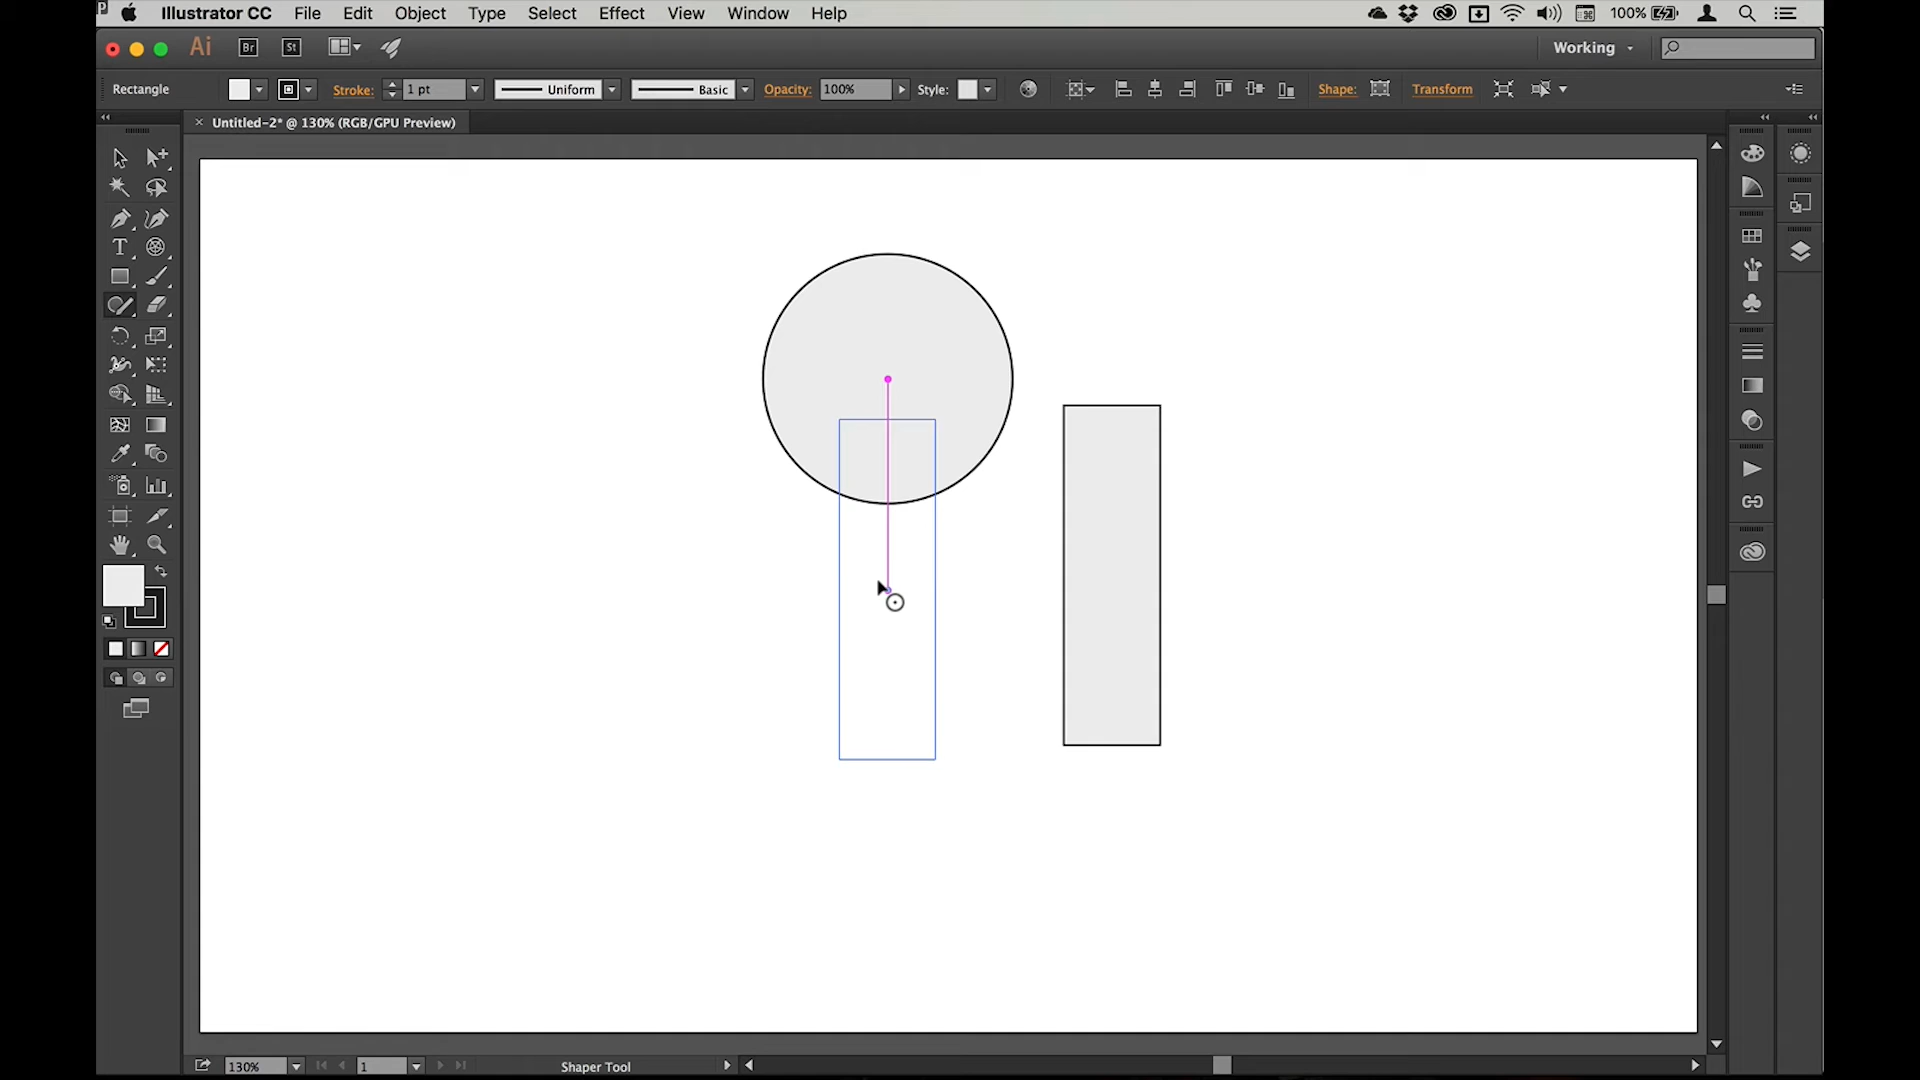 Illustrator CC File Edit Object Type Select Effect View Window Help 100%
Ai Br St Working
Rectangle Stroke: 1 pt Uniform Basic Opacity: 100% Style: Shape: Transform
× Untitled-2* @ 130% (RGB/GPU Preview)
T
130% 1 Shaper Tool